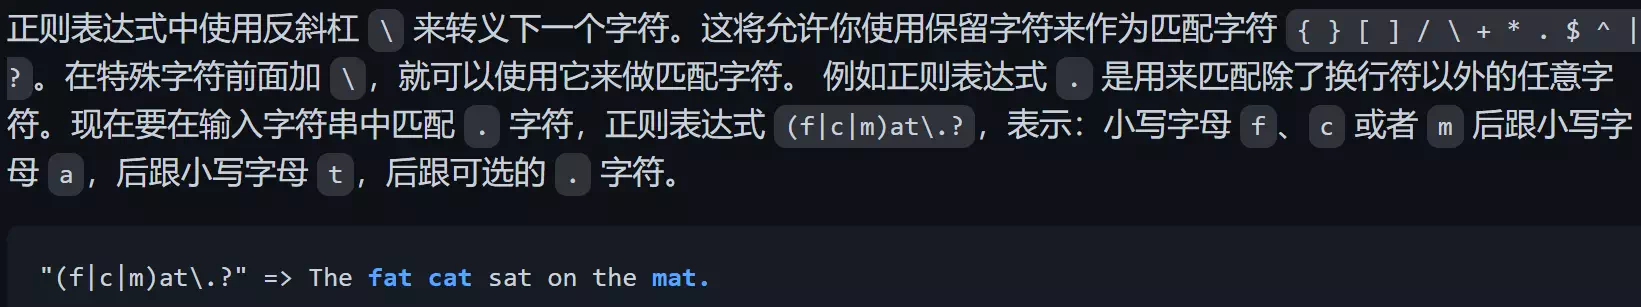 正则表达式中使用反斜杠 \ 来转义下一个字符。这将允许你使用保留字符来作为匹配字符 { } [ ] / \ + * . $ ^ |
?。在特殊字符前面加 \，就可以使用它来做匹配字符。 例如正则表达式 . 是用来匹配除了换行符以外的任意字
符。现在要在输入字符串中匹配 . 字符，正则表达式 (f|c|m)at\.?，表示：小写字母 f、c 或者 m 后跟小写字
母 a，后跟小写字母 t，后跟可选的 . 字符。
"(f|c|m)at\.?" => The fat cat sat on the mat.